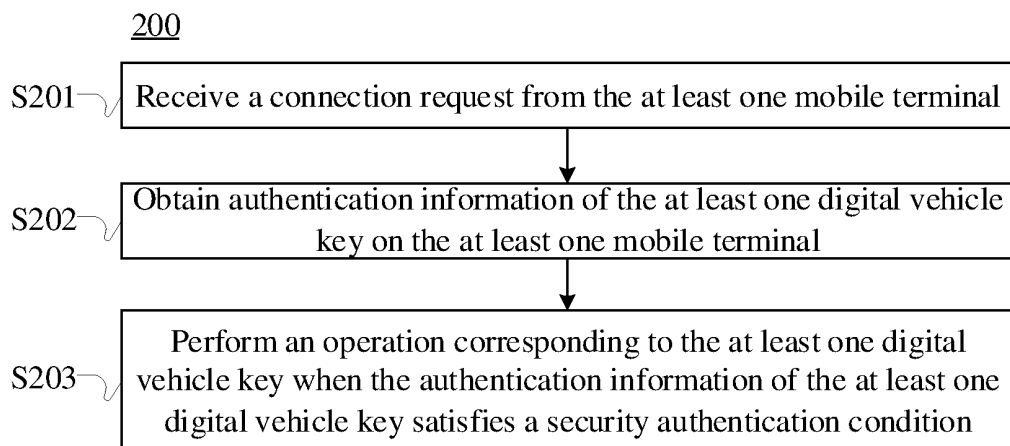 200
S201
Receive a connection request from the at least one mobile terminal
S202
Obtain authentication information of the at least one digital vehicle
key on the at least one mobile terminal
S203
Perform an operation corresponding to the at least one digital
vehicle key when the authentication information of the at least one
digital vehicle key satisfies a security authentication condition